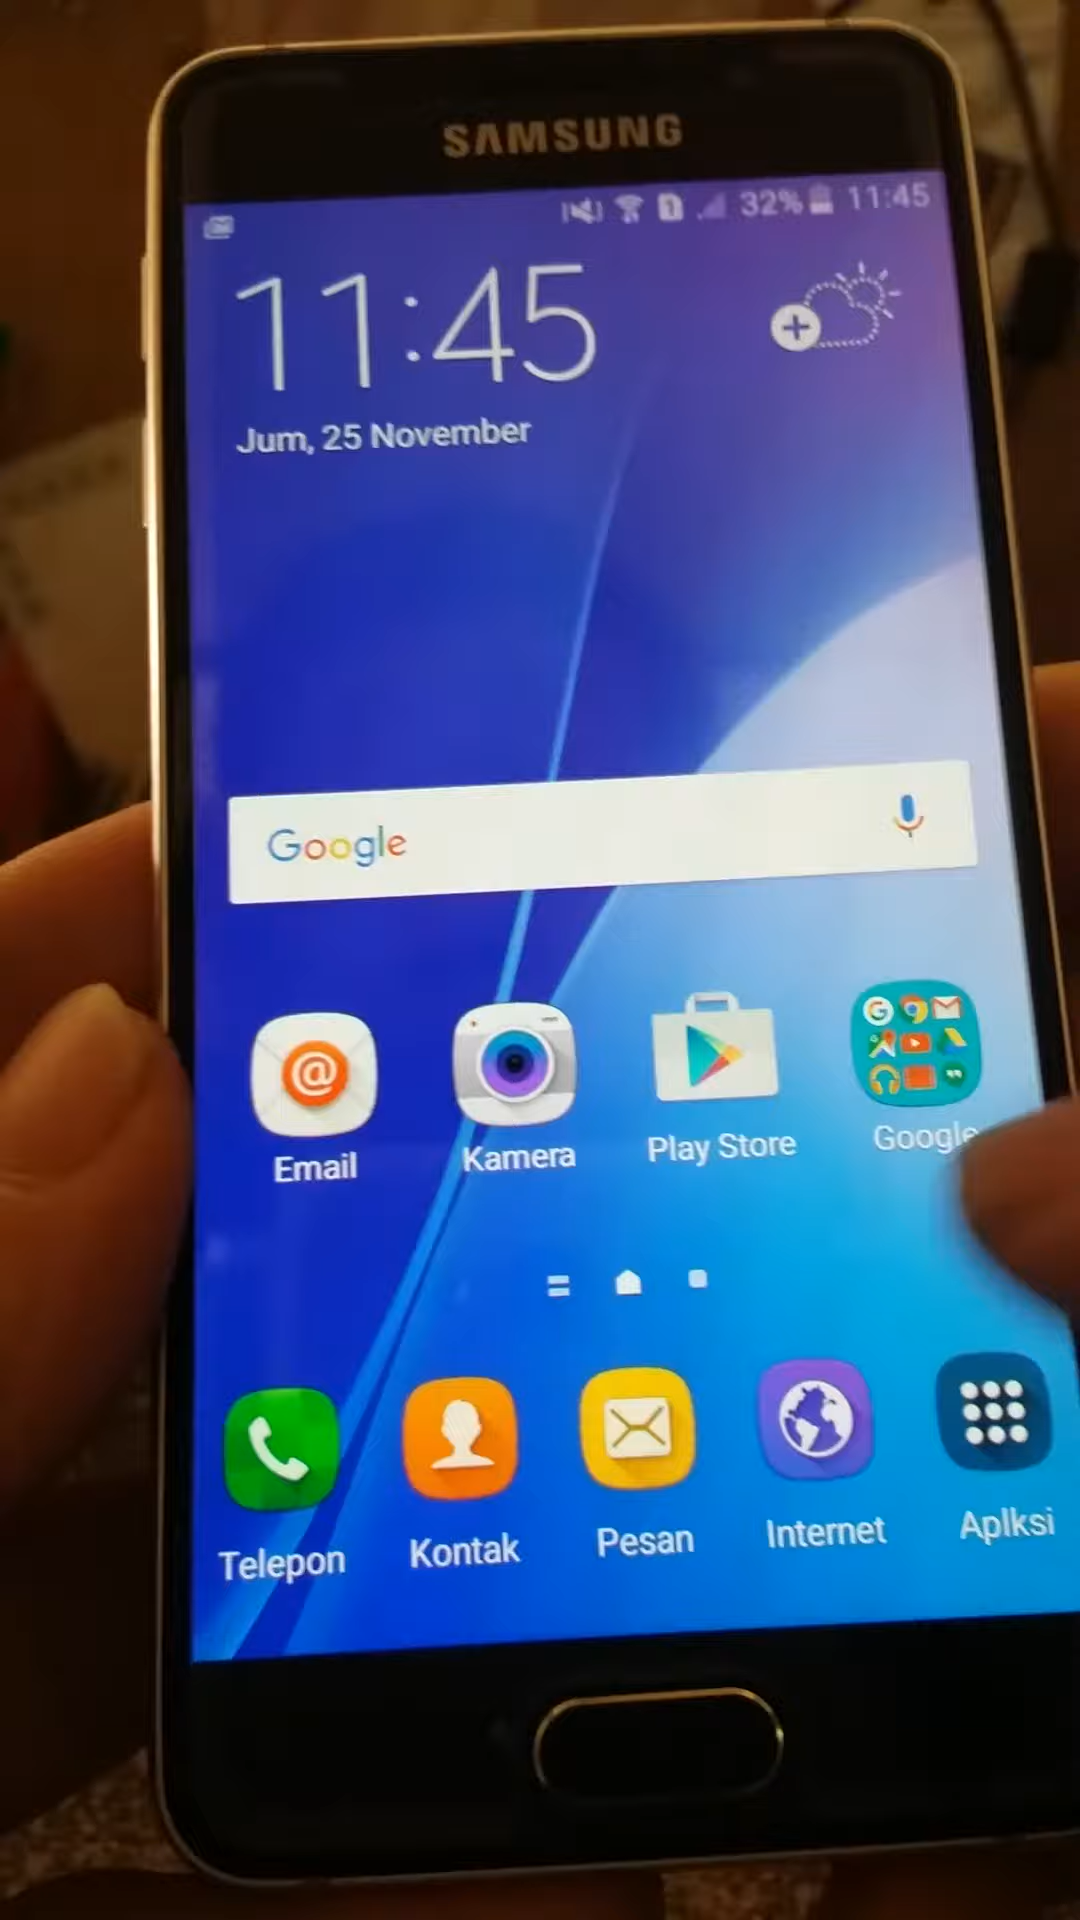 SAMSUNG
32% 11:45
11:45
Jum, 25 November
Google
Email Kamera Play Store Google
Telepon Kontak Pesan Internet Aplksi